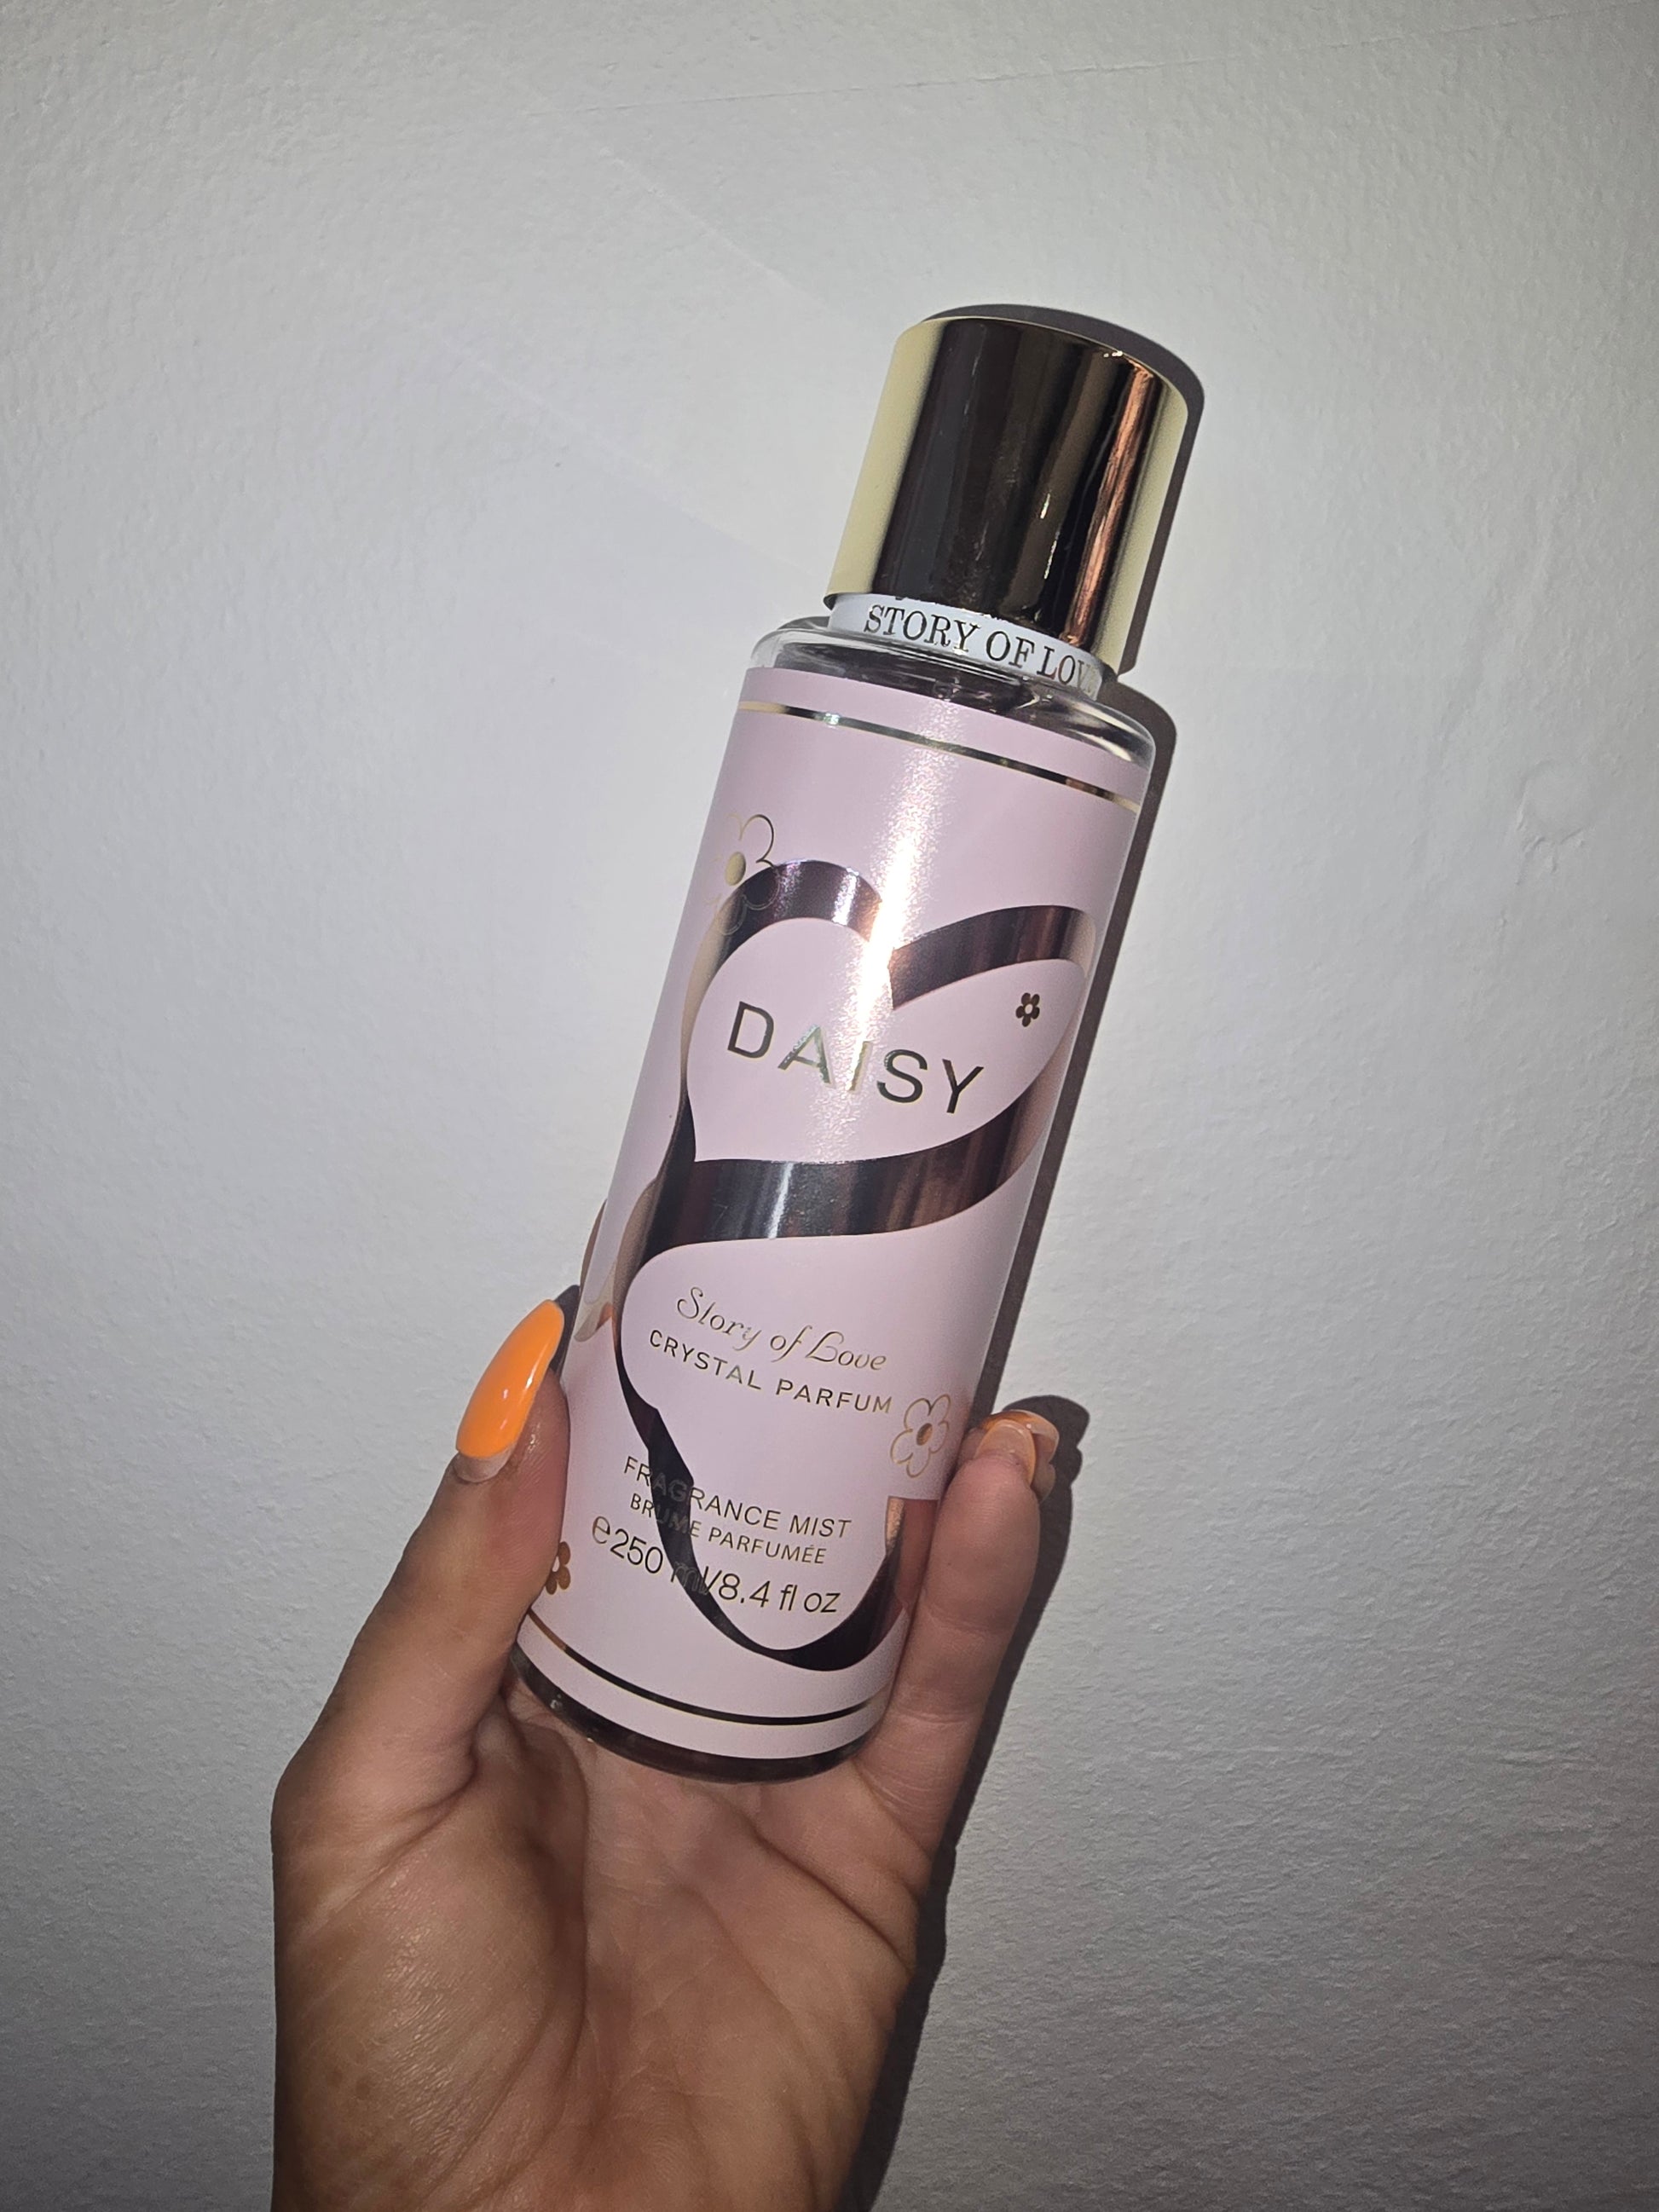 STORY OF LOV
DAISY
Story of Love
CRYSTAL PARFUM
FRAGRANCE MIST
BRUME PARFUMÉE
℮250 ml/8.4 fl oz